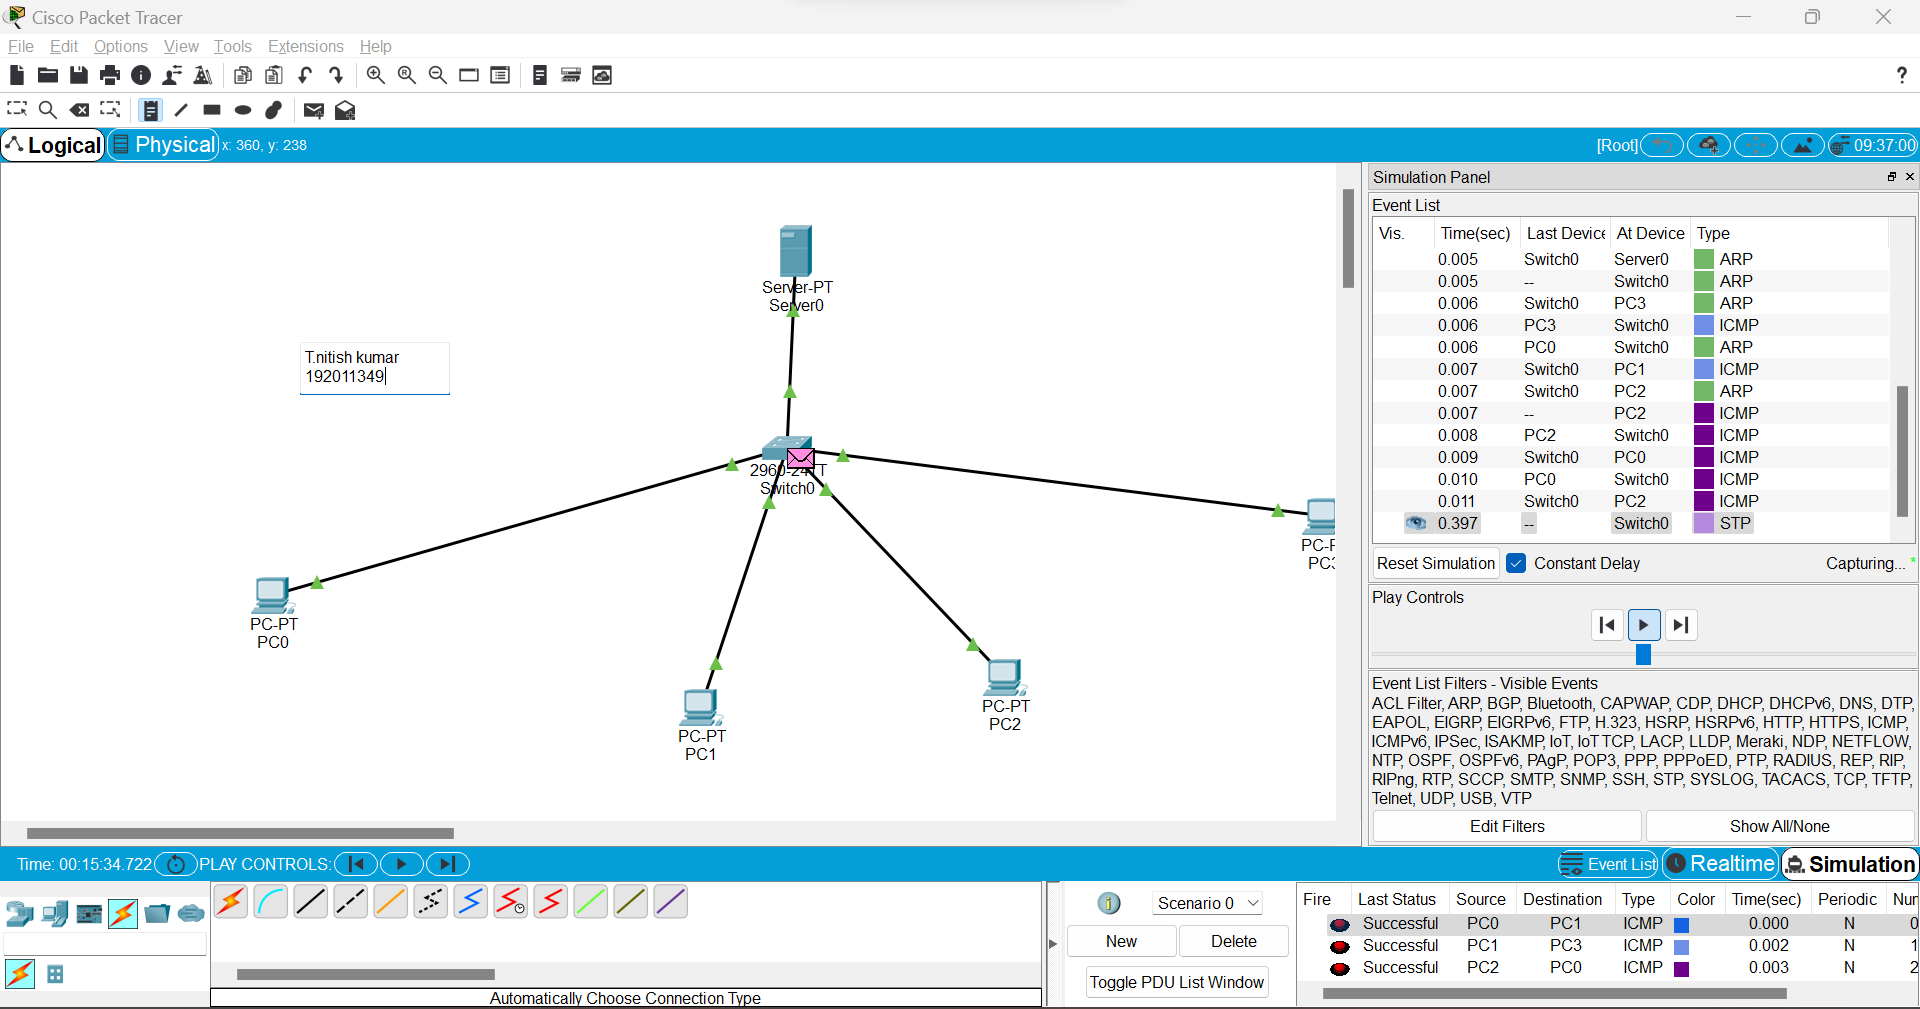 Cisco Packet Tracer
File Edit Options View Tools Extensions Help
?
Logical Physical x: 360, y: 238 [Root] 09:37:00
Server-PT
Server0
T.nitish kumar
192011349
2960-24TT
Switch0
PC-PT
PC0
PC-PT
PC1
PC-PT
PC2
PC-P
PC3
Simulation Panel
Event List
Vis. Time(sec) Last Device At Device Type
0.005 Switch0 Server0 ARP
0.005 -- Switch0 ARP
0.006 Switch0 PC3 ARP
0.006 PC3 Switch0 ICMP
0.006 PC0 Switch0 ARP
0.007 Switch0 PC1 ICMP
0.007 Switch0 PC2 ARP
0.007 -- PC2 ICMP
0.008 PC2 Switch0 ICMP
0.009 Switch0 PC0 ICMP
0.010 PC0 Switch0 ICMP
0.011 Switch0 PC2 ICMP
0.397 -- Switch0 STP
Reset Simulation Constant Delay Capturing... *
Play Controls
Event List Filters - Visible Events
ACL Filter, ARP, BGP, Bluetooth, CAPWAP, CDP, DHCP, DHCPv6, DNS, DTP,
EAPOL, EIGRP, EIGRPv6, FTP, H.323, HSRP, HSRPv6, HTTP, HTTPS, ICMP,
ICMPv6, IPSec, ISAKMP, IoT, IoT TCP, LACP, LLDP, Meraki, NDP, NETFLOW,
NTP, OSPF, OSPFv6, PAgP, POP3, PPP, PPPoED, PTP, RADIUS, REP, RIP,
RIPng, RTP, SCCP, SMTP, SNMP, SSH, STP, SYSLOG, TACACS, TCP, TFTP,
Telnet, UDP, USB, VTP
Edit Filters Show All/None
Time: 00:15:34.722 PLAY CONTROLS: Event List Realtime Simulation
Automatically Choose Connection Type
Scenario 0
New Delete
Toggle PDU List Window
Fire Last Status Source Destination Type Color Time(sec) Periodic Num
Successful PC0 PC1 ICMP 0.000 N 0
Successful PC1 PC3 ICMP 0.002 N 1
Successful PC2 PC0 ICMP 0.003 N 2